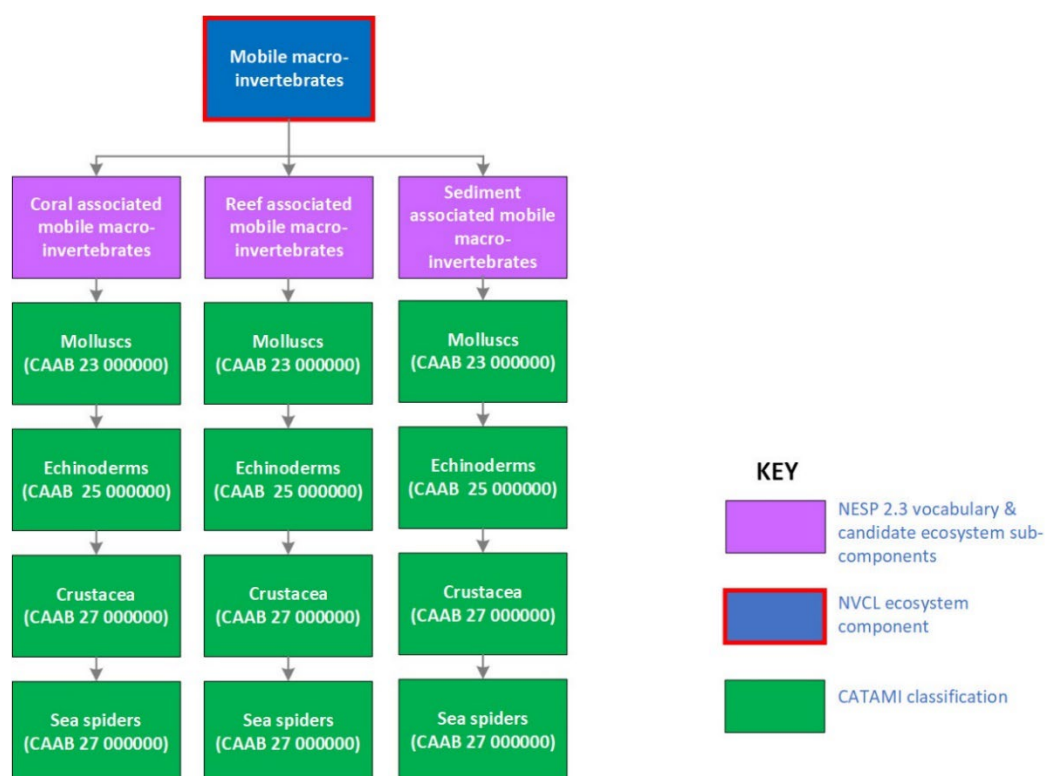 Mobile macro-
invertebrates
Coral associated
mobile macro-
invertebrates
Reef associated
mobile macro-
invertebrates
Sediment
associated mobile
macro-
invertebrates
Molluscs
(CAAB 23 000000)
Molluscs
(CAAB 23 000000)
Molluscs
(CAAB 23 000000)
Echinoderms
(CAAB  25 000000)
Echinoderms
(CAAB  25 000000)
Echinoderms
(CAAB  25 000000)
Crustacea
(CAAB 27 000000)
Crustacea
(CAAB 27 000000)
Crustacea
(CAAB 27 000000)
Sea spiders
(CAAB 27 000000)
Sea spiders
(CAAB 27 000000)
Sea spiders
(CAAB 27 000000)
KEY
NESP 2.3 vocabulary &
candidate ecosystem sub-
components
NVCL ecosystem
component
CATAMI classification